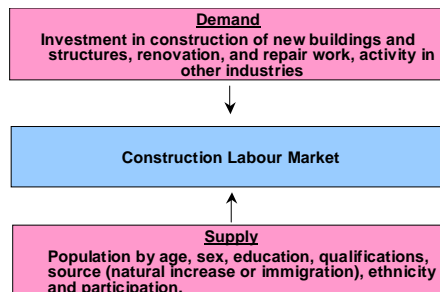 Demand
Investment in construction of new buildings and
structures, renovation, and repair work, activity in
other industries
Construction Labour Market
Supply
Population by age, sex, education, qualifications,
source (natural increase or immigration), ethnicity
and participation.